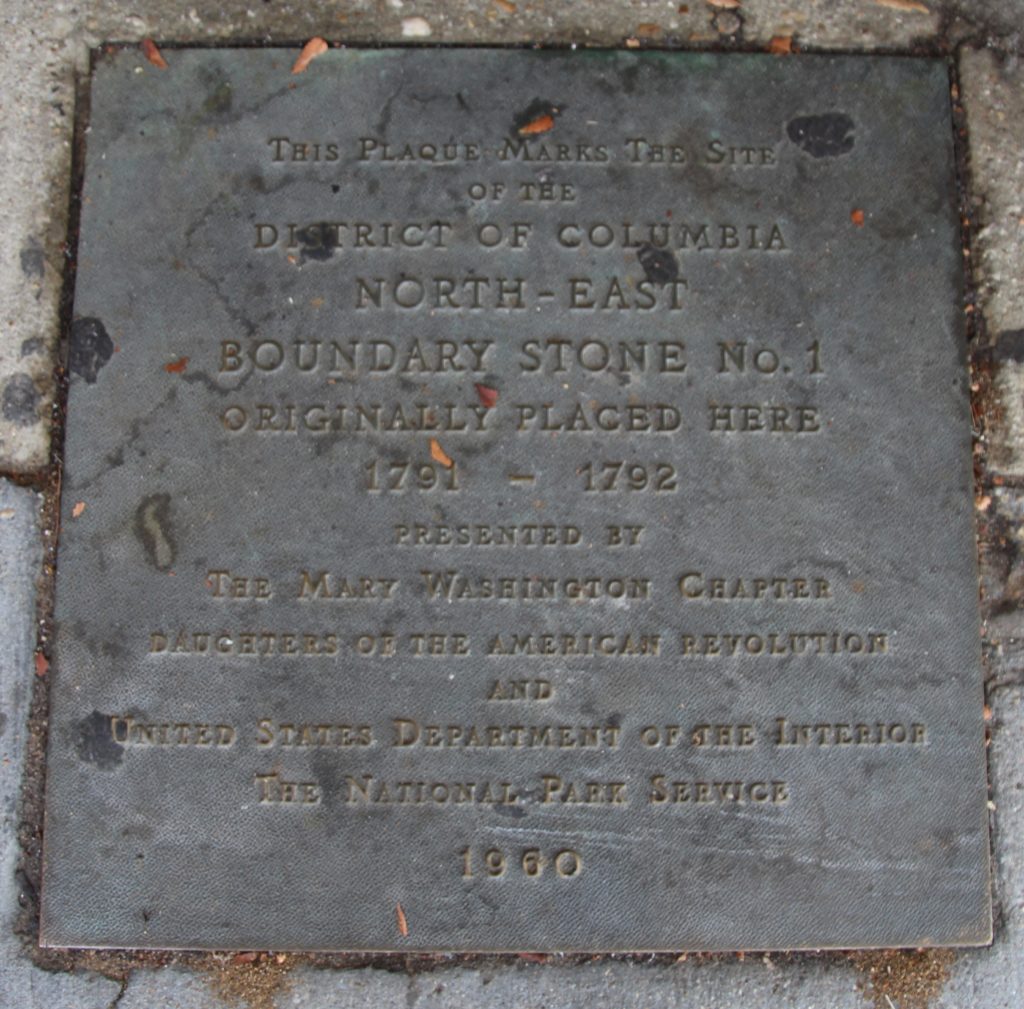 This Plaque Marks The Site
OF THE
DISTRICT OF COLUMBIA
NORTH-EAST
BOUNDARY STONE No. 1
ORIGINALLY PLACED HERE
1791 – 1792
PRESENTED BY
The Mary Washington Chapter
DAUGHTERS OF THE AMERICAN REVOLUTION
AND
United States Department of the Interior
The National Park Service
1960